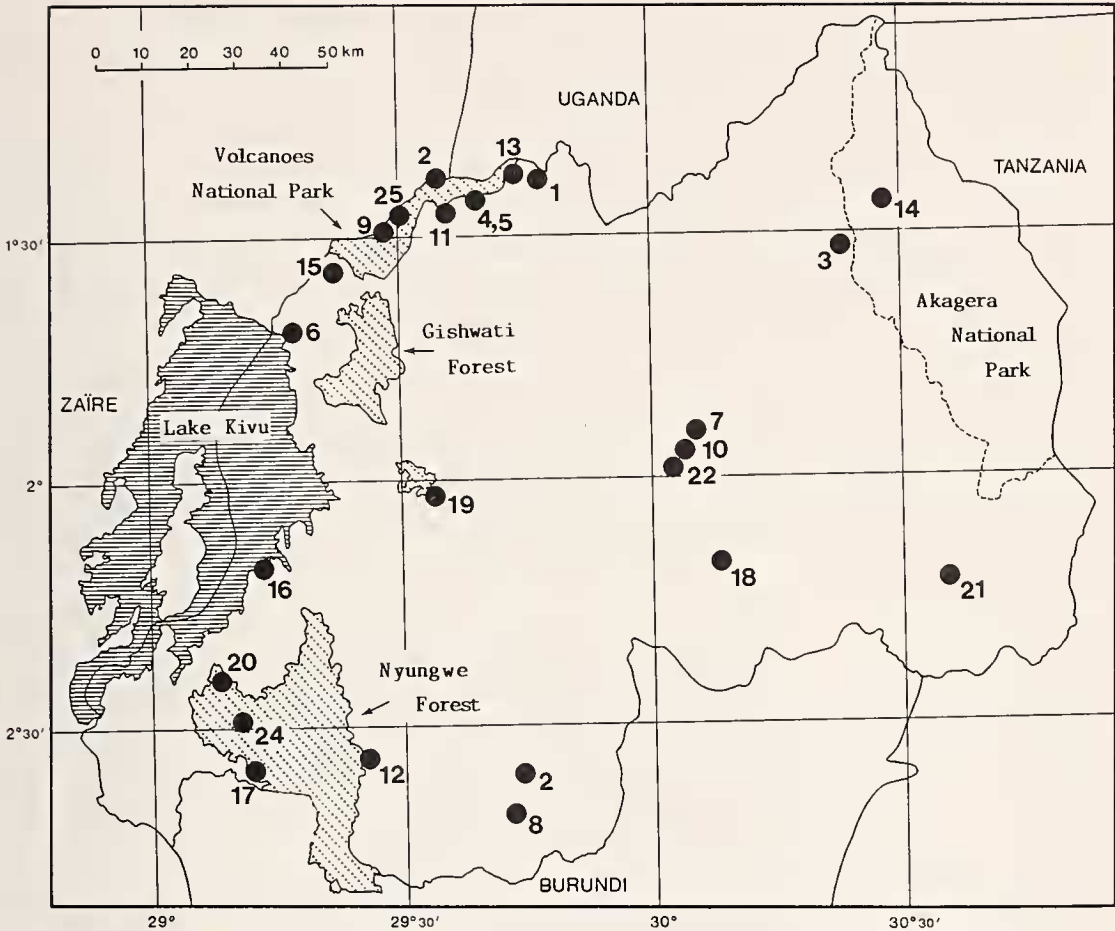 0 10 20 30 40 50 km
UGANDA
Volcanoes
National Park
2
13
1
25
4,5
9
11
TANZANIA
14
1°30'
3
15
Akagera
National
Park
6
Gishwati
Forest
ZAÏRE
Lake Kivu
7
10
22
2°
19
16
18
21
20
Nyungwe
Forest
24
2°30'
12
17
2
8
BURUNDI
29°
29°30'
30°
30°30'